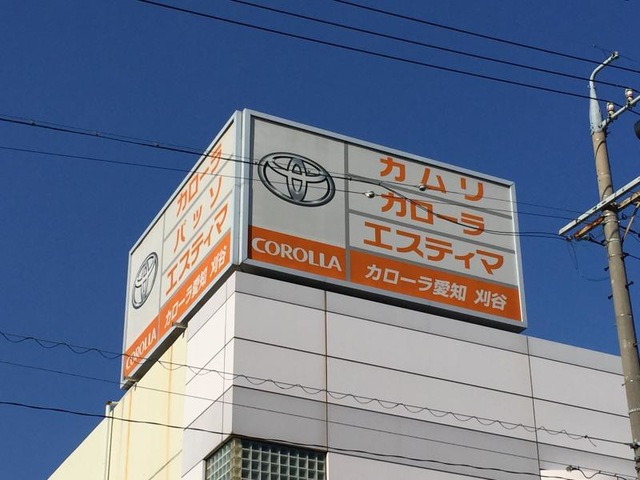 カローラ
パッソ
エスティマ
COROLLA
カローラ愛知 刈谷
カムリ
カローラ
エスティマ
COROLLA
カローラ愛知 刈谷